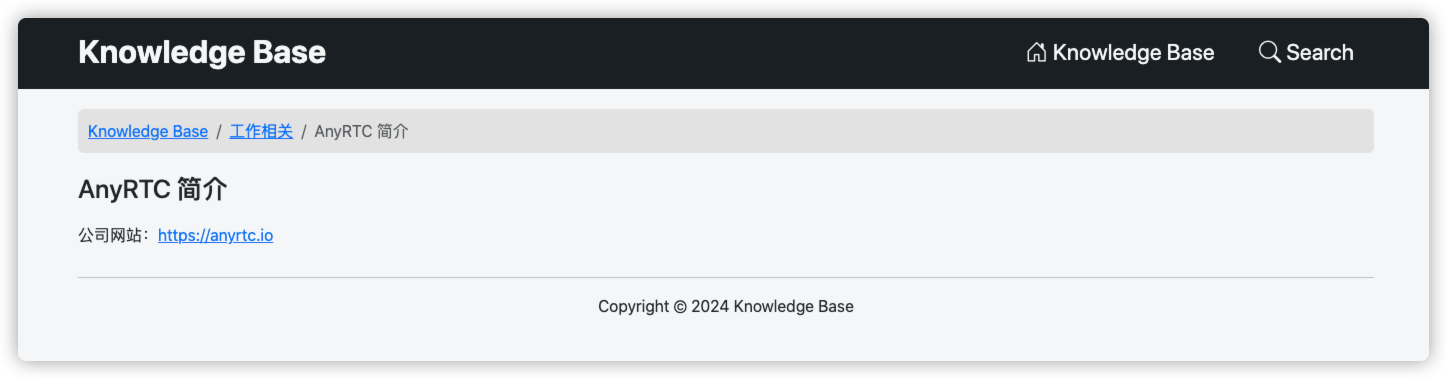 Knowledge Base
Knowledge Base Search
Knowledge Base / 工作相关 / AnyRTC 简介
AnyRTC 简介
公司网站：https://anyrtc.io
Copyright © 2024 Knowledge Base